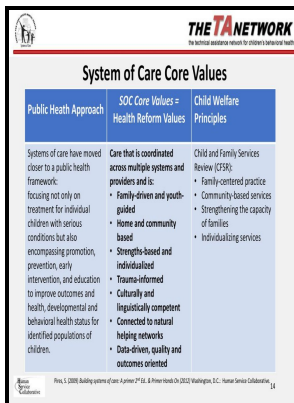 THE TA NETWORK
the technical assistance network for children's behavioral health
System of Care Core Values
Public Heath Approach
SOC Core Values =
Health Reform Values
Child Welfare
Principles
Systems of care have moved
closer to a public health
framework:
focusing not only on
treatment for individual
children with serious
conditions but also
encompassing promotion,
prevention, early
intervention, and education
to improve outcomes and
health, developmental and
behavioral health status for
identified populations of
children.
Care that is coordinated
across multiple systems and
providers and is:
• Family-driven and youth-
guided
• Home and community
based
• Strengths-based and
individualized
• Trauma-informed
• Culturally and
linguistically competent
• Connected to natural
helping networks
• Data-driven, quality and
outcomes oriented
Child and Family Services
Review (CFSR):
• Family-centered practice
• Community-based services
• Strengthening the capacity
of families
• Individualizing services
Human
Service
Collaborative
Pires, S. (2009) Building systems of care: A primer 2nd Ed. & Primer Hands On (2012) Washington, D.C.: Human Service Collaborative.
14